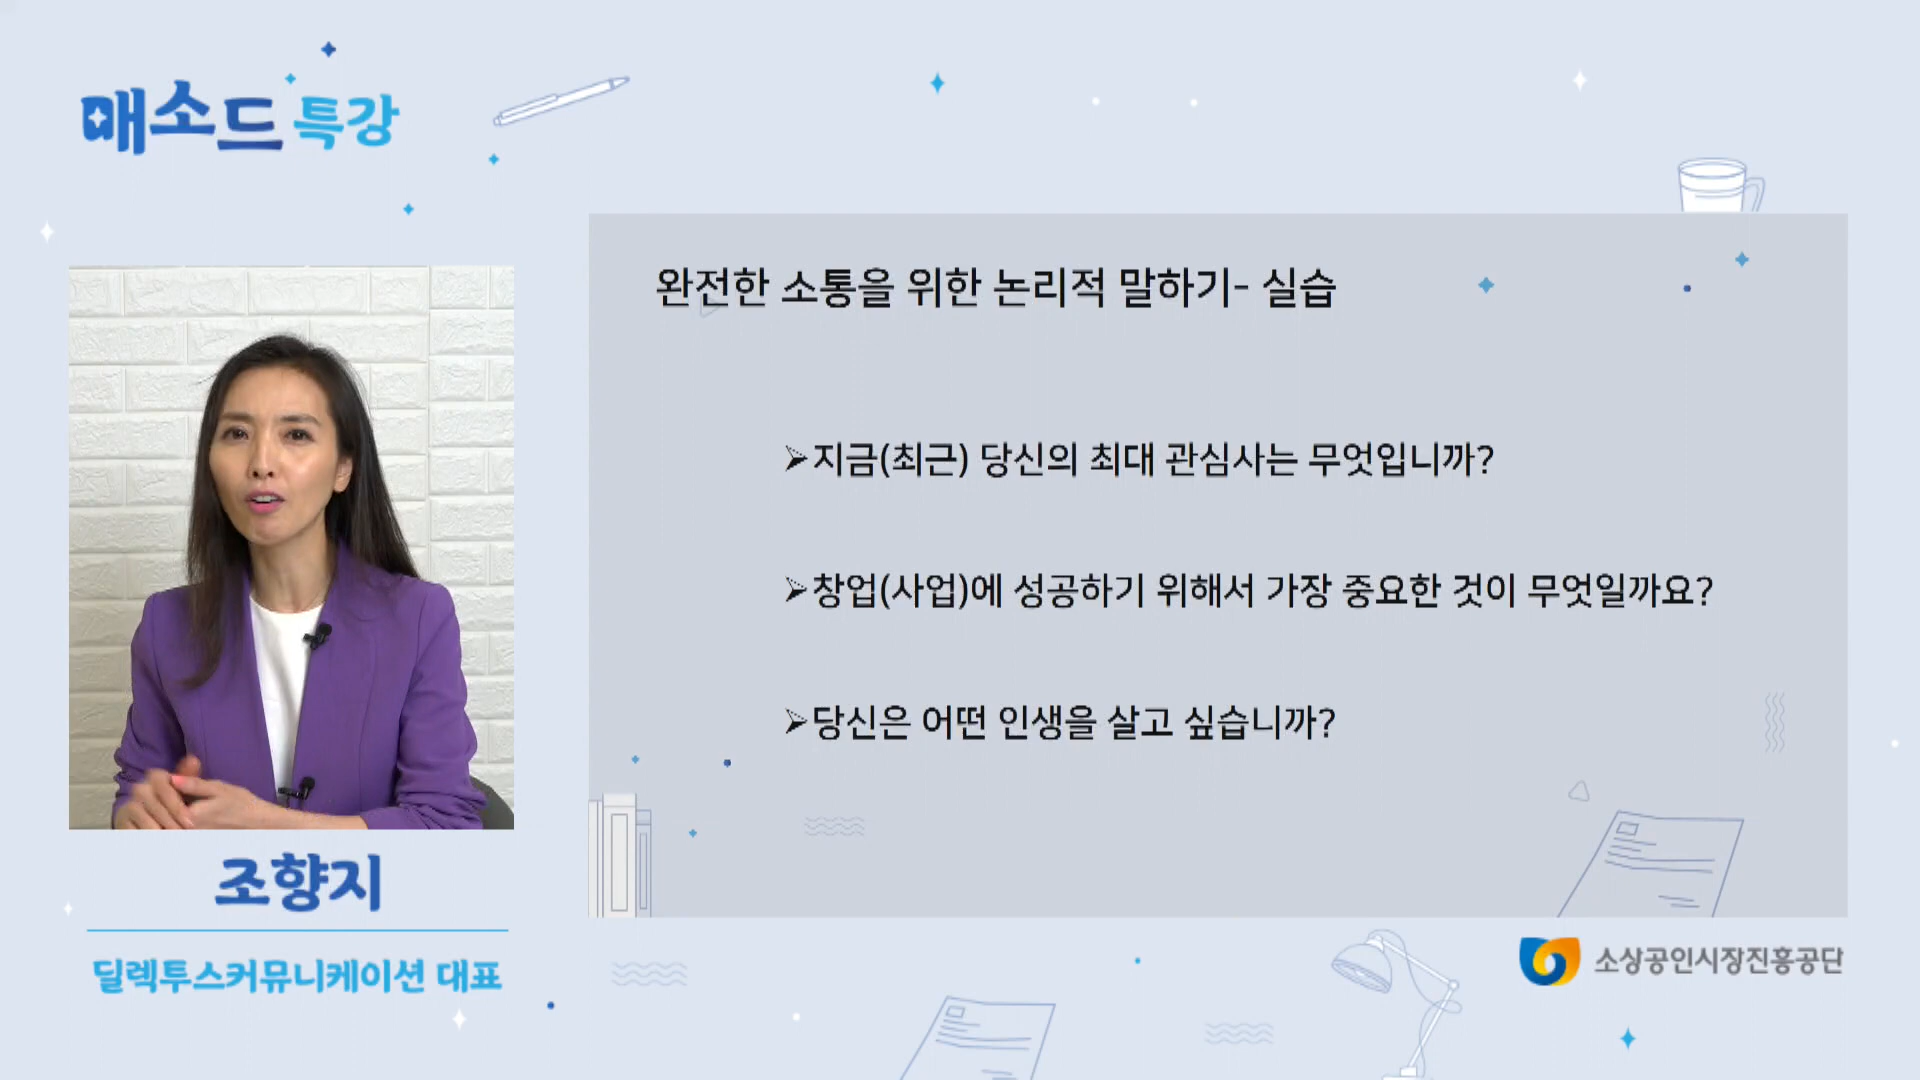 매소드 특강
완전한 소통을 위한 논리적 말하기- 실습
➢지금(최근) 당신의 최대 관심사는 무엇입니까?
➢창업(사업)에 성공하기 위해서 가장 중요한 것이 무엇일까요?
➢당신은 어떤 인생을 살고 싶습니까?
조향지
딜렉투스커뮤니케이션 대표
소상공인시장진흥공단